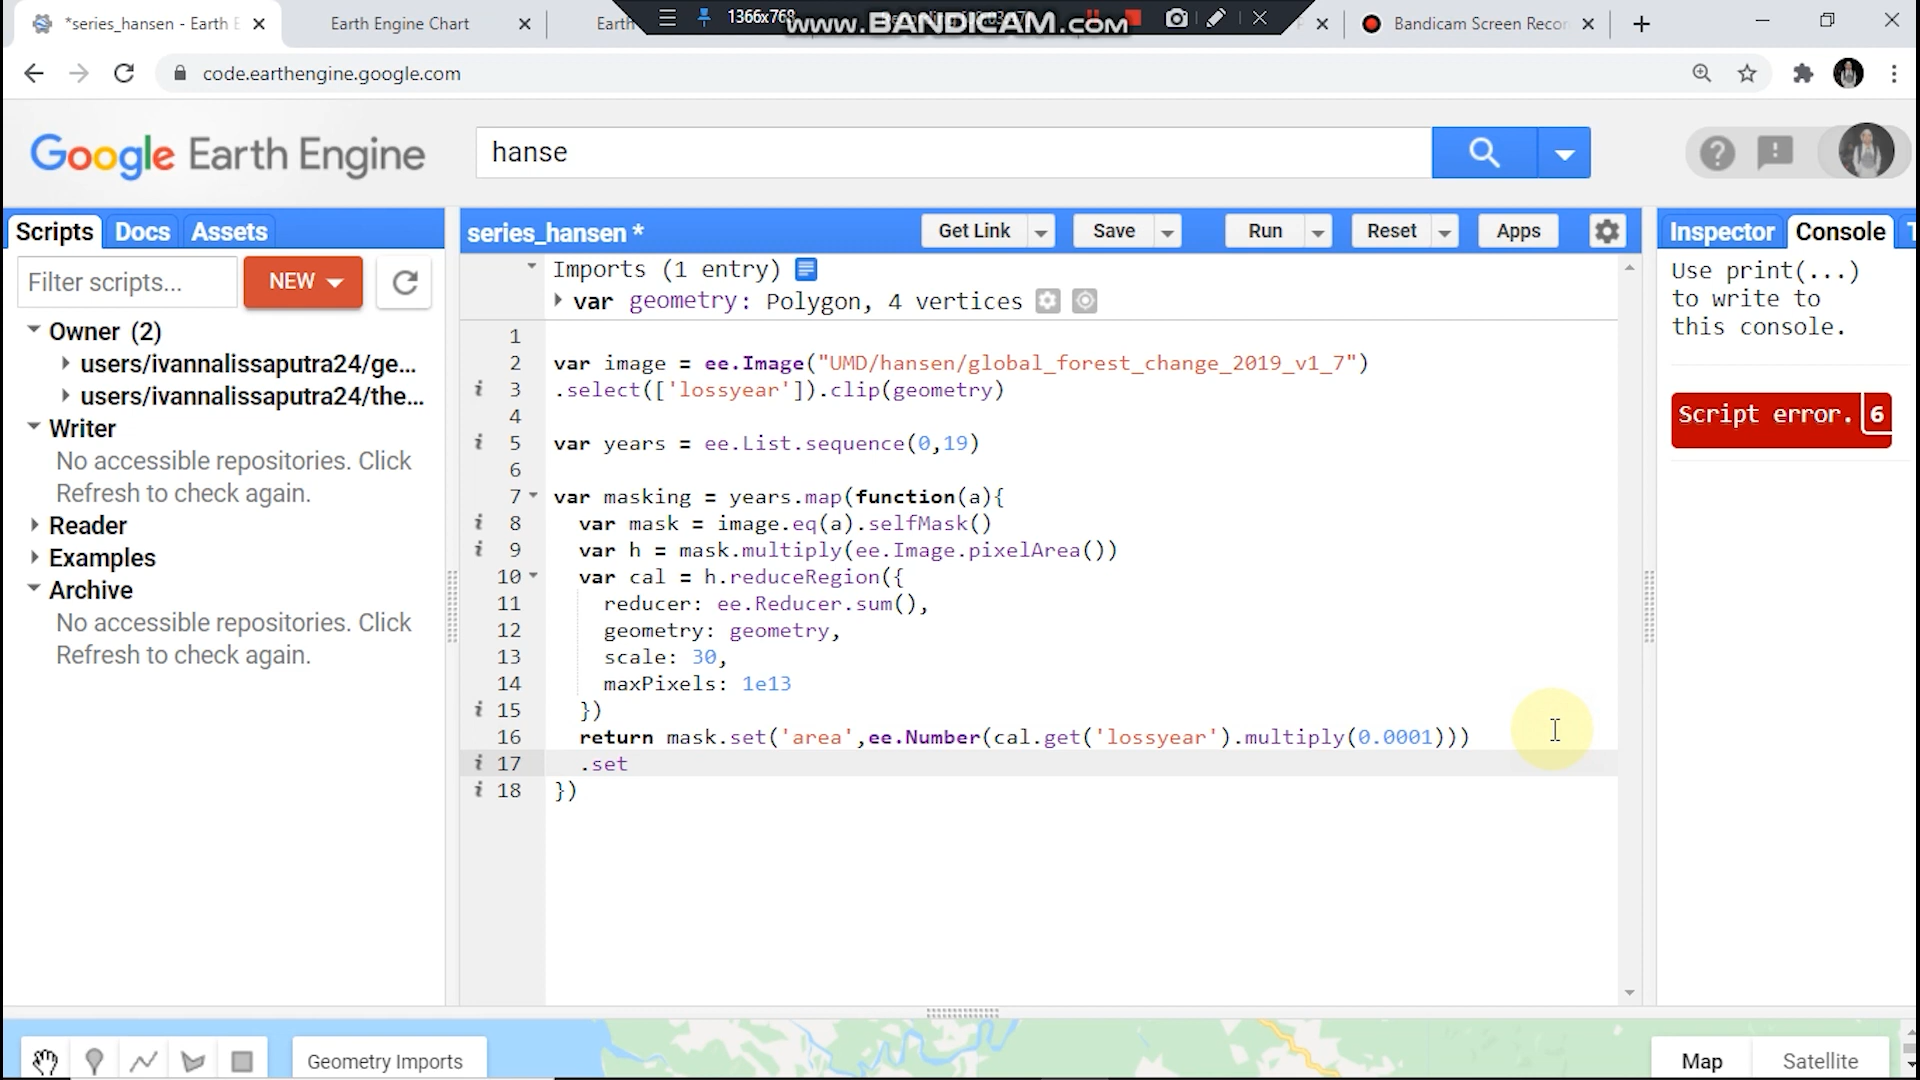 *series_hansen - Earth E
Earth Engine Chart
Earth
1366x768
www.BANDICAM.com
Bandicam Screen Recor
code.earthengine.google.com
Google Earth Engine
hanse
Scripts
Docs
Assets
series_hansen *
Get Link
Save
Run
Reset
Apps
Inspector
Console
T
Filter scripts...
NEW
Owner (2)
users/ivannalissaputra24/ge...
users/ivannalissaputra24/the...
Writer
No accessible repositories. Click
Refresh to check again.
Reader
Examples
Archive
No accessible repositories. Click
Refresh to check again.
Imports (1 entry)
var geometry: Polygon, 4 vertices
1
2 var image = ee.Image("UMD/hansen/global_forest_change_2019_v1_7")
i 3 .select(['lossyear']).clip(geometry)
4
i 5 var years = ee.List.sequence(0,19)
6
7 var masking = years.map(function(a){
i 8 var mask = image.eq(a).selfMask()
i 9 var h = mask.multiply(ee.Image.pixelArea())
10 var cal = h.reduceRegion({
11 reducer: ee.Reducer.sum(),
12 geometry: geometry,
13 scale: 30,
14 maxPixels: 1e13
i 15 })
16 return mask.set('area',ee.Number(cal.get('lossyear').multiply(0.0001)))
i 17 .set
i 18 })
Use print(...)
to write to
this console.
Script error. 6
Geometry Imports
Map
Satellite